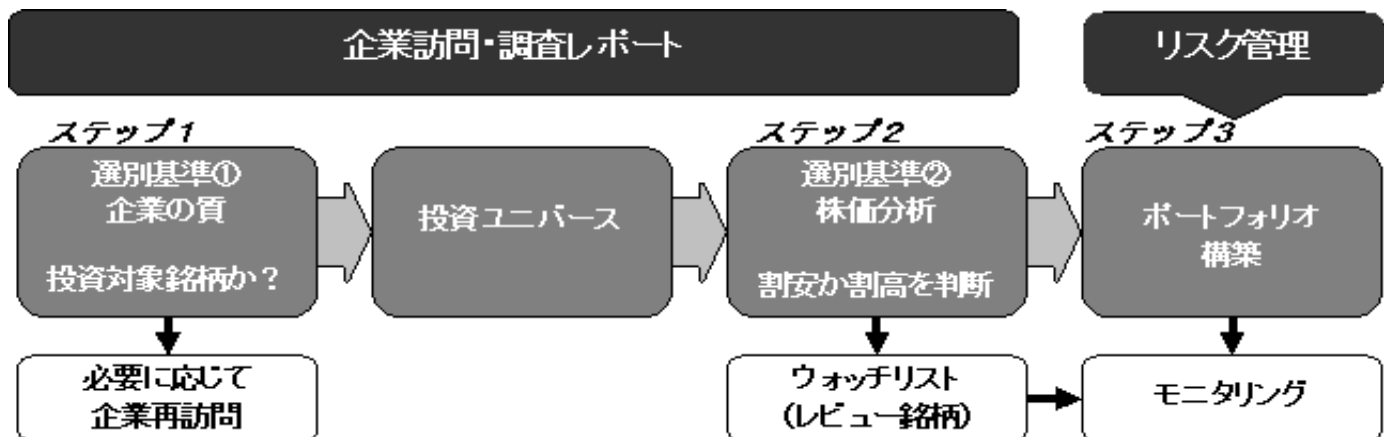 企業訪問・調査レポート
リスク管理
ステップ1
選別基準①
企業の質
投資対象銘柄か？
投資ユニバース
ステップ2
選別基準②
株価分析
割安か割高を判断
ステップ3
ポートフォリオ
構築
必要に応じて
企業再訪問
ウォッチリスト
(レビュー銘柄)
モニタリング